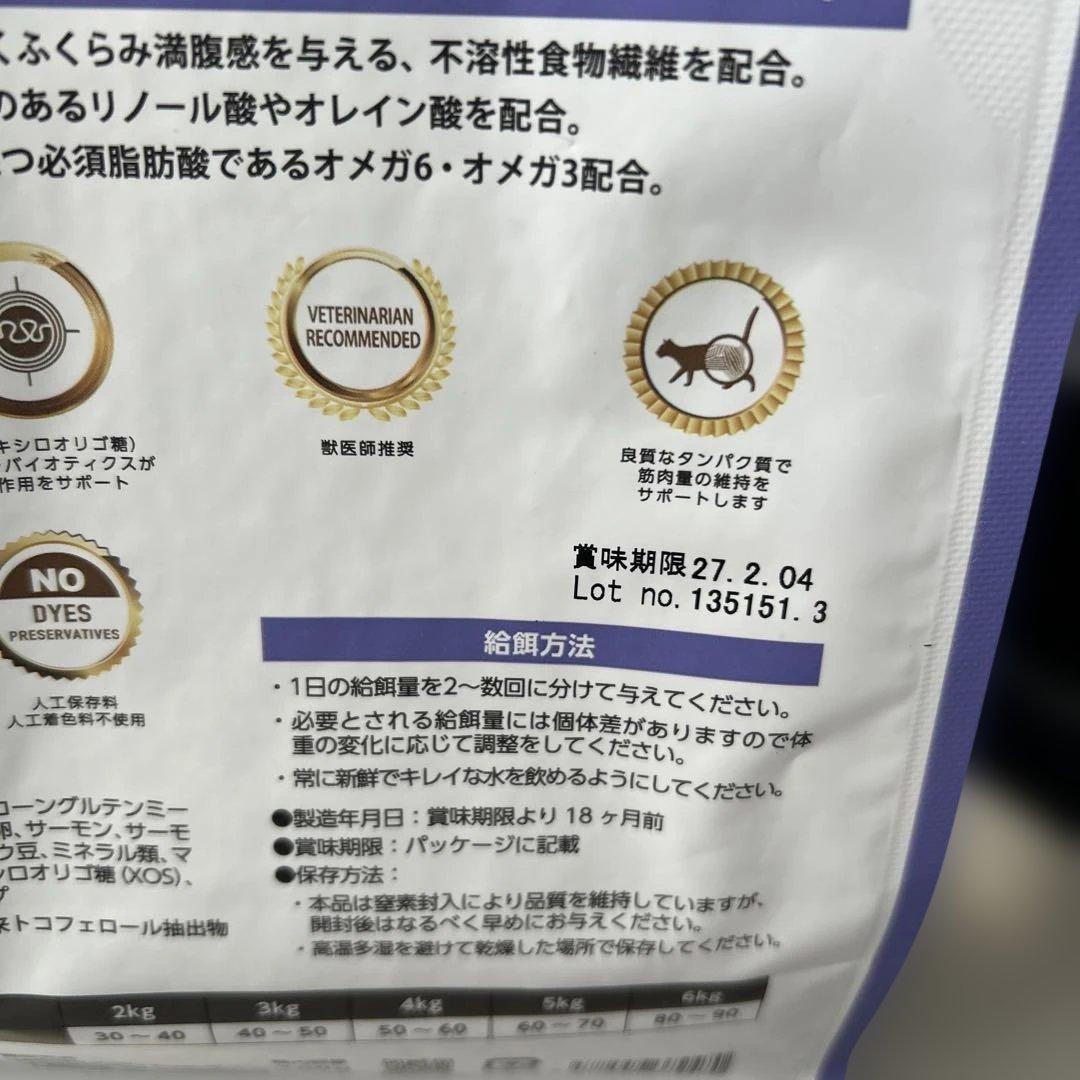 くふくらみ満腹感を与える、不溶性食物繊維を配合。
のあるリノール酸やオレイン酸を配合。
つ必須脂肪酸であるオメガ6・オメガ3配合。
VETERINARIAN
RECOMMENDED
キシロオリゴ糖)
バイオティクスが
作用をサポート
獣医師推奨
良質なタンパク質で
筋肉量の維持を
サポートします
NO
DYES
PRESERVATIVES
人工保存料
人工着色料不使用
賞味期限27.2.04
Lot no.135151.3
給餌方法
・1日の給餌量を2〜数回に分けて与えてください。
・必要とされる給餌量には個体差がありますので体
重の変化に応じて調整をしてください。
・常に新鮮でキレイな水を飲めるようにしてください。
●製造年月日：賞味期限より 18 ヶ月前
●賞味期限：パッケージに記載
●保存方法：
・本品は窒素封入により品質を維持していますが、
開封後はなるべく早めにお与えください。
・高温多湿を避けて乾燥した場所で保存してください。
コーングルテンミー
卵、サーモン、サーモ
ウ豆、ミネラル類、マ
シロオリゴ糖（XOS）、
プ
来トコフェロール抽出物
2kg 3kg 4kg 5kg 6kg
30〜40 40〜50 50〜60 60〜70 80〜90